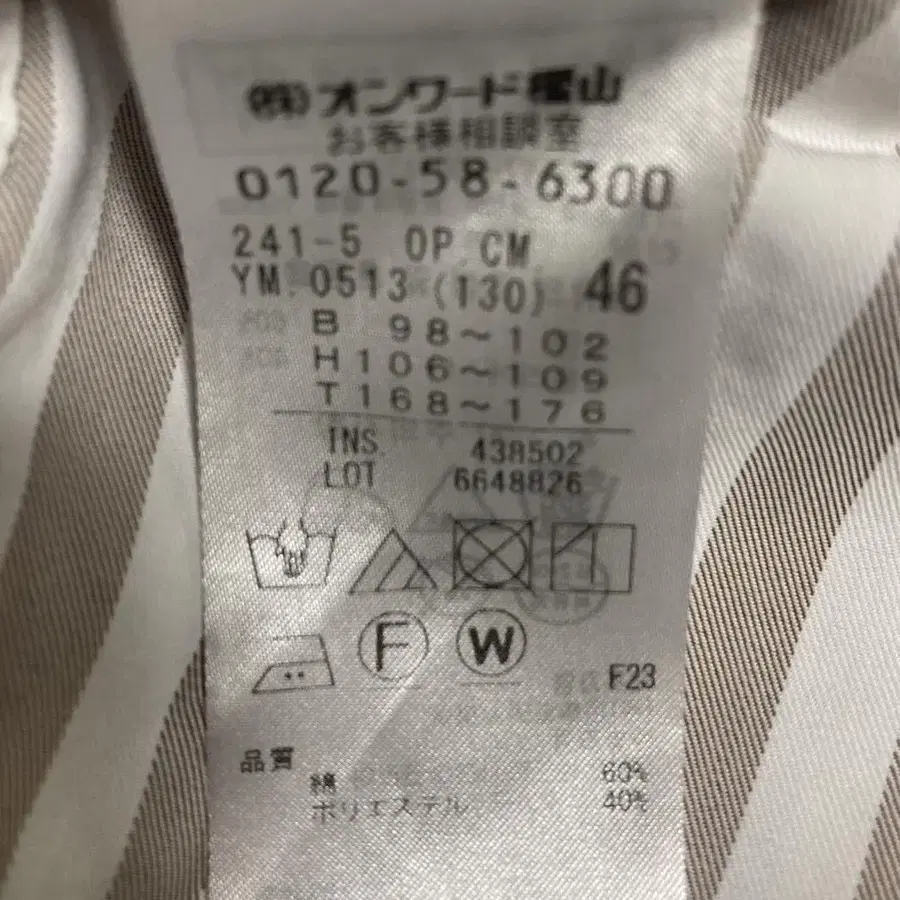 ㈱オンワード樫山
お客様相談室
0120-58-6300
241-5 OP.CM
YM.0513 (130) 46
B 98~102
H106~109
T168~176
INS. 438502
LOT 6648826
F
W
F23
品質
綿 60%
ポリエステル 40%